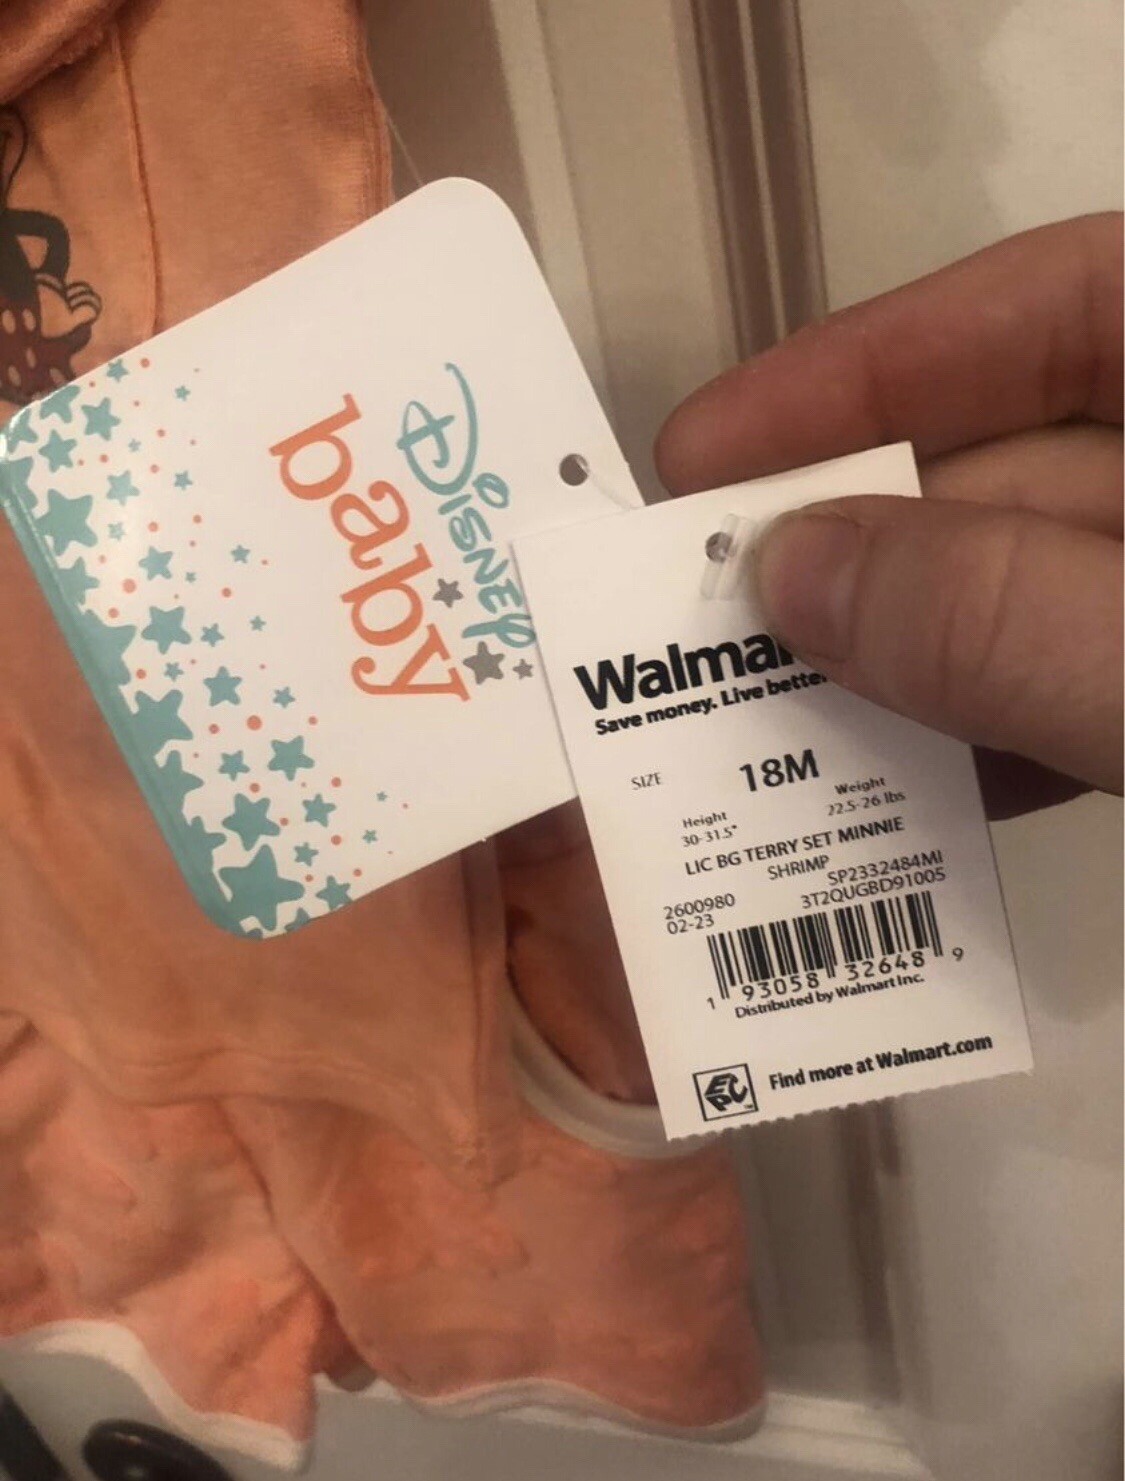 Disney
baby
Walmar
Save money. Live better
SIZE 18M
Height Weight
30-31.5" 22.5-26 lbs
LIC BG TERRY SET MINNIE
SHRIMP
SP2332484MI
2600980 3T2QUGBD91005
02-23
1 93058 32648 9
Distributed by Walmart Inc.
EPC
Find more at Walmart.com